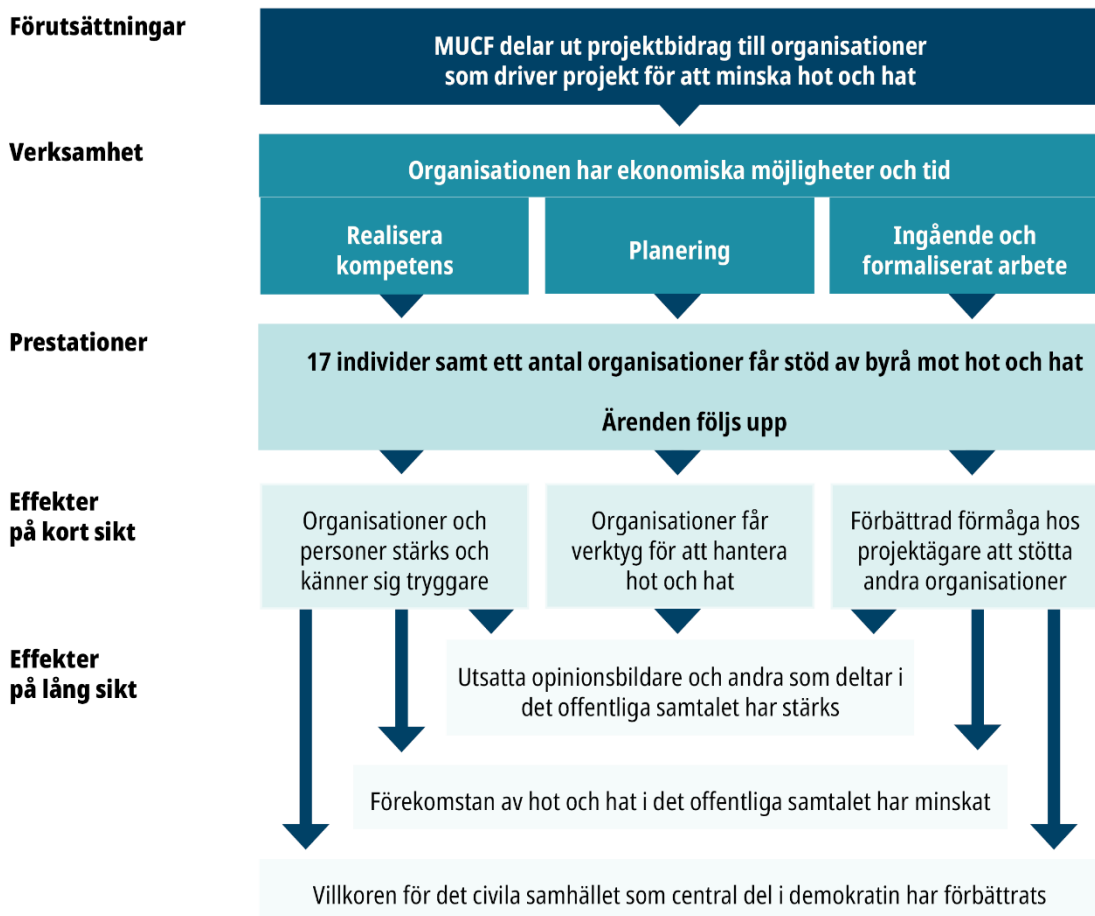 Förutsättningar
MUCF delar ut projektbidrag till organisationer
som driver projekt för att minska hot och hat
Verksamhet
Organisationen har ekonomiska möjligheter och tid
Realisera
kompetens
Planering
Ingående och
formaliserat arbete
Prestationer
17 individer samt ett antal organisationer får stöd av byrå mot hot och hat
Ärenden följs upp
Effekter
på kort sikt
Organisationer och
personer stärks och
känner sig tryggare
Organisationer får
verktyg för att hantera
hot och hat
Förbättrad förmåga hos
projektägare att stötta
andra organisationer
Effekter
på lång sikt
Utsatta opinionsbildare och andra som deltar i
det offentliga samtalet har stärks
Förekomstan av hot och hat i det offentliga samtalet har minskat
Villkoren för det civila samhället som central del i demokratin har förbättrats